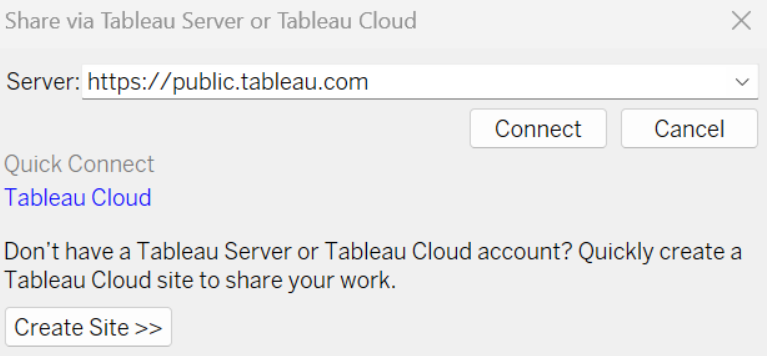 Share via Tableau Server or Tableau Cloud
Server: https://public.tableau.com
Connect Cancel
Quick Connect
Tableau Cloud
Don't have a Tableau Server or Tableau Cloud account? Quickly create a
Tableau Cloud site to share your work.
Create Site >>